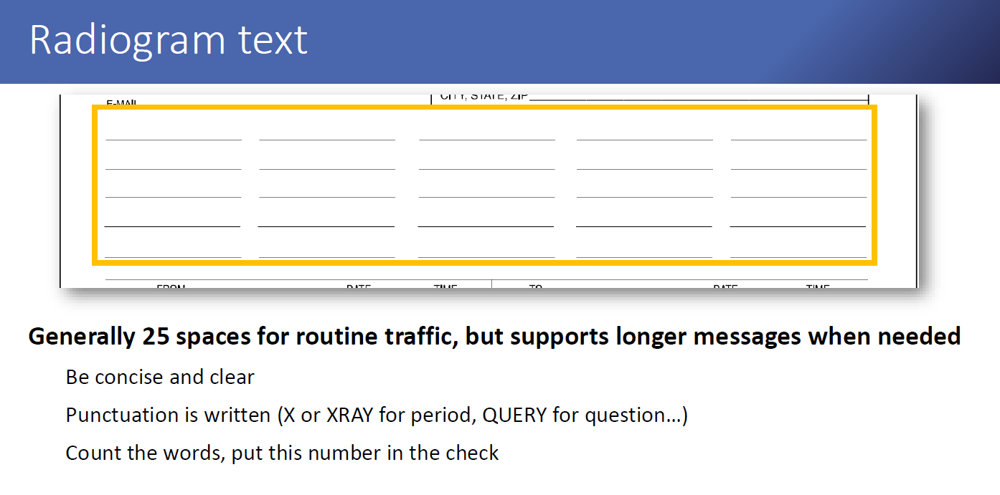 Radiogram text
E-MAIL
CITY, STATE, ZIP
FROM DATE TIME TO DATE TIME
Generally 25 spaces for routine traffic, but supports longer messages when needed
Be concise and clear
Punctuation is written (X or XRAY for period, QUERY for question…)
Count the words, put this number in the check